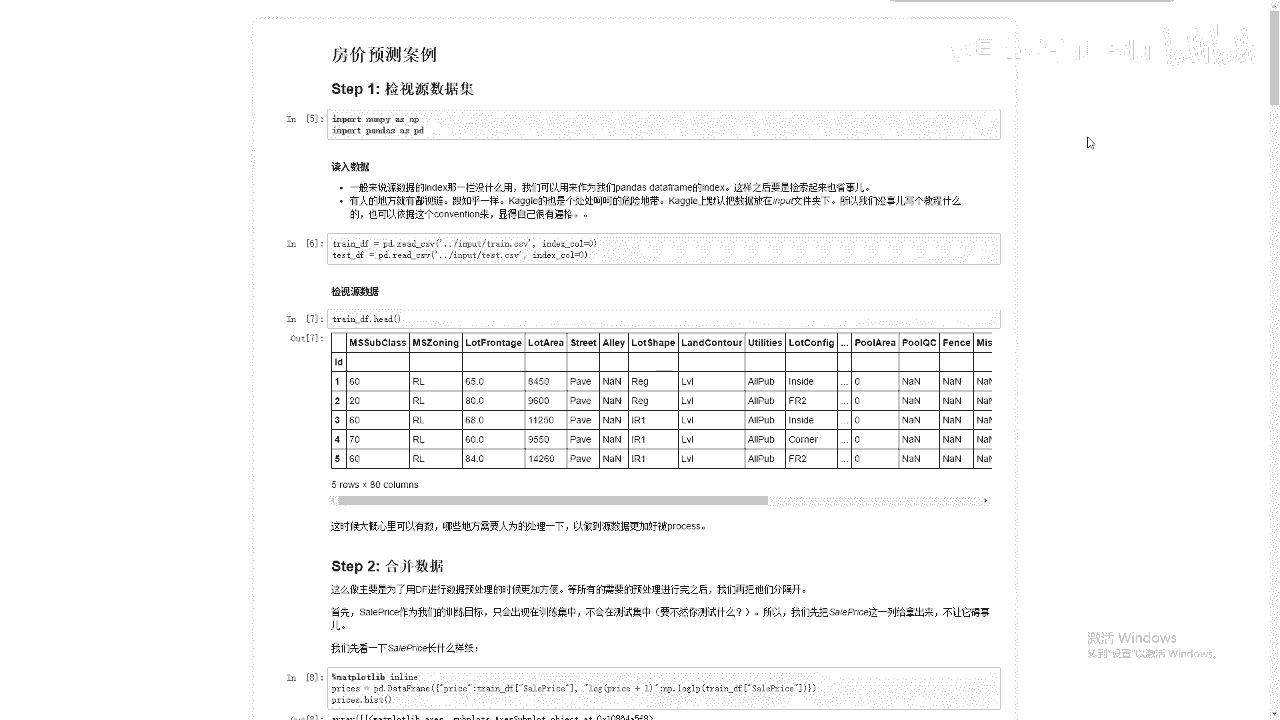 房价预测案例
Step 1: 检视源数据集
In [5]: import numpy as np
import pandas as pd
读入数据
一般来说源数据的index那一栏没什么用，我们可以用来作为我们pandas dataframe的index。这样之后要是检索起来也省事儿。
有人的地方就有鄙视链。跟知乎一样。Kaggle的也是个处处呵呵的危险地带。Kaggle上默认把数据放在input文件夹下。所以我们没事儿写个教程什么
的，也可以依据这个convention来，显得自己很有逼格。。
In [6]: train_df = pd.read_csv('../input/train.csv', index_col=0)
test_df = pd.read_csv('../input/test.csv', index_col=0)
检视源数据
In [7]: train_df.head()
Out[7]:
MSSubClass MSZoning LotFrontage LotArea Street Alley LotShape LandContour Utilities LotConfig ... PoolArea PoolQC Fence Mis
Id
1 60 RL 65.0 8450 Pave NaN Reg Lvl AllPub Inside ... 0 NaN NaN NaN
2 20 RL 80.0 9600 Pave NaN Reg Lvl AllPub FR2 ... 0 NaN NaN NaN
3 60 RL 68.0 11250 Pave NaN IR1 Lvl AllPub Inside ... 0 NaN NaN NaN
4 70 RL 60.0 9550 Pave NaN IR1 Lvl AllPub Corner ... 0 NaN NaN NaN
5 60 RL 84.0 14260 Pave NaN IR1 Lvl AllPub FR2 ... 0 NaN NaN NaN
5 rows × 80 columns
这时候大概心里可以有数，哪些地方需要人为的处理一下，以做到源数据更加好被process。
Step 2: 合并数据
这么做主要是为了用DF进行数据预处理的时候更加方便。等所有的需要的预处理进行完之后，我们再把他们分隔开。
首先，SalePrice作为我们的训练目标，只会出现在训练集中，不会在测试集中（要不然你测试什么？）。所以，我们先把SalePrice这一列给拿出来，不让它碍事
儿。
我们先看一下SalePrice长什么样纸：
In [8]: %matplotlib inline
prices = pd.DataFrame({"price":train_df["SalePrice"], "log(price + 1)":np.log1p(train_df["SalePrice"])})
prices.hist()
激活 Windows
转到"设置"以激活 Windows。